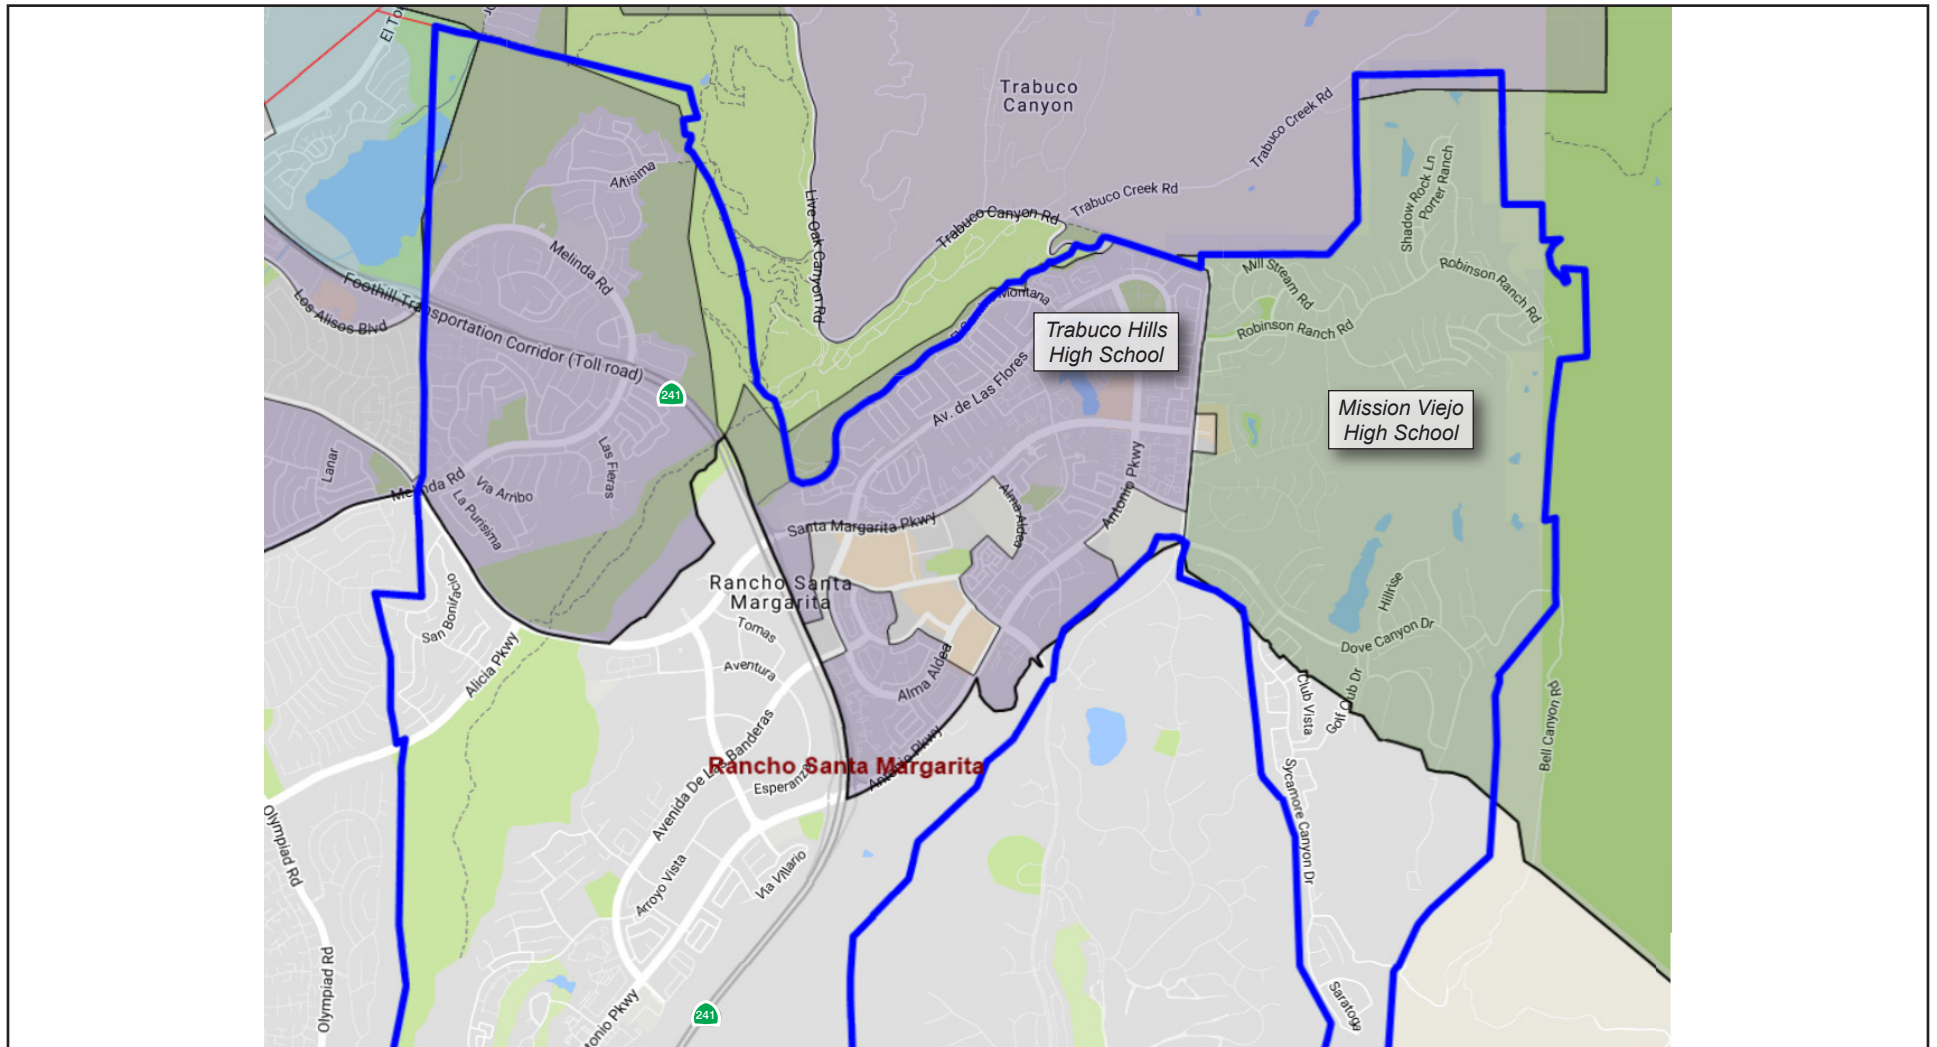 El To
Trabuco
Canyon
Trabuco Creek Rd
Altisima
Live Oak Canyon Rd
Trabuco Canyon Rd
Trabuco Creek Rd
Shadow Rock Ln
Porter Ranch
Melinda Rd
Mill Stream Rd
Robinson Ranch Rd
Foothill Transportation Corridor (Toll road)
Los Alisos Blvd
Montana
Robinson Ranch Rd
Trabuco Hills
High School
241
Av. de Las Flores
Mission Viejo
High School
Lanar
Las Fieras
Melinda Rd
Via Arribo
La Purisima
Antonio Pkwy
Alma Aldea
Santa Margarita Pkwy
Rancho Santa
Margarita
San Bonifacio
Hillrise
Tomas
Dove Canyon Dr
Alicia Pkwy
Aventura
Alma Aldea
Club Vista
Golf Club Dr
Bell Canyon Rd
Avenida De Las Banderas
Rancho Santa Margarita
Antonio Pkwy
Esperanza
Sycamore Canyon Dr
Olympiad Rd
Arroyo Vista
Via Villario
Olympiad Rd
tonio Pkwy
241
Saratoga